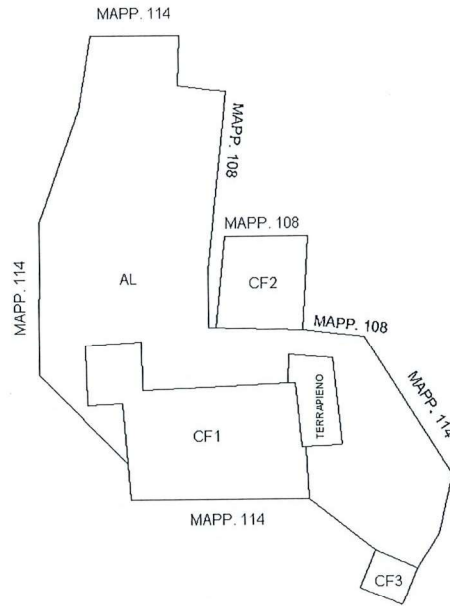 MAPP. 114
MAPP. 108
MAPP. 108
MAPP. 114
AL
CF2
MAPP. 108
MAPP. 114
TERRAPIENO
CF1
MAPP. 114
CF3